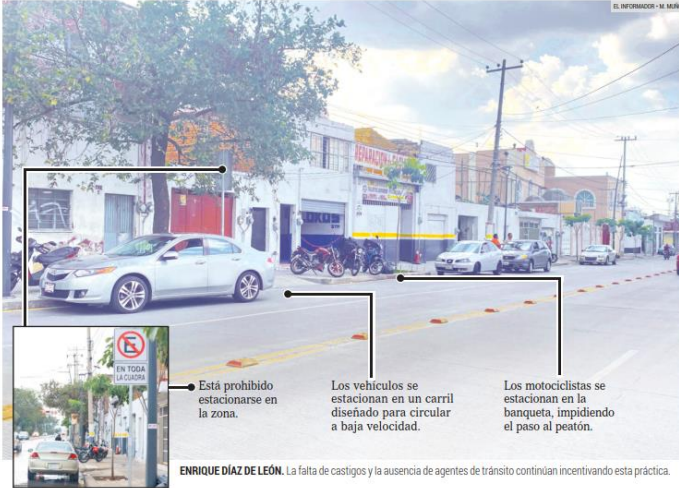 EL INFORMADOR • M. MUÑ
REPARACION
EN TODA
LA CUADRA
Está prohibido
estacionarse en
la zona.
Los vehículos se
estacionan en un carril
diseñado para circular
a baja velocidad.
Los motociclistas se
estacionan en la
banqueta, impidiendo
el paso al peatón.
ENRIQUE DÍAZ DE LEÓN. La falta de castigos y la ausencia de agentes de tránsito continúan incentivando esta práctica.